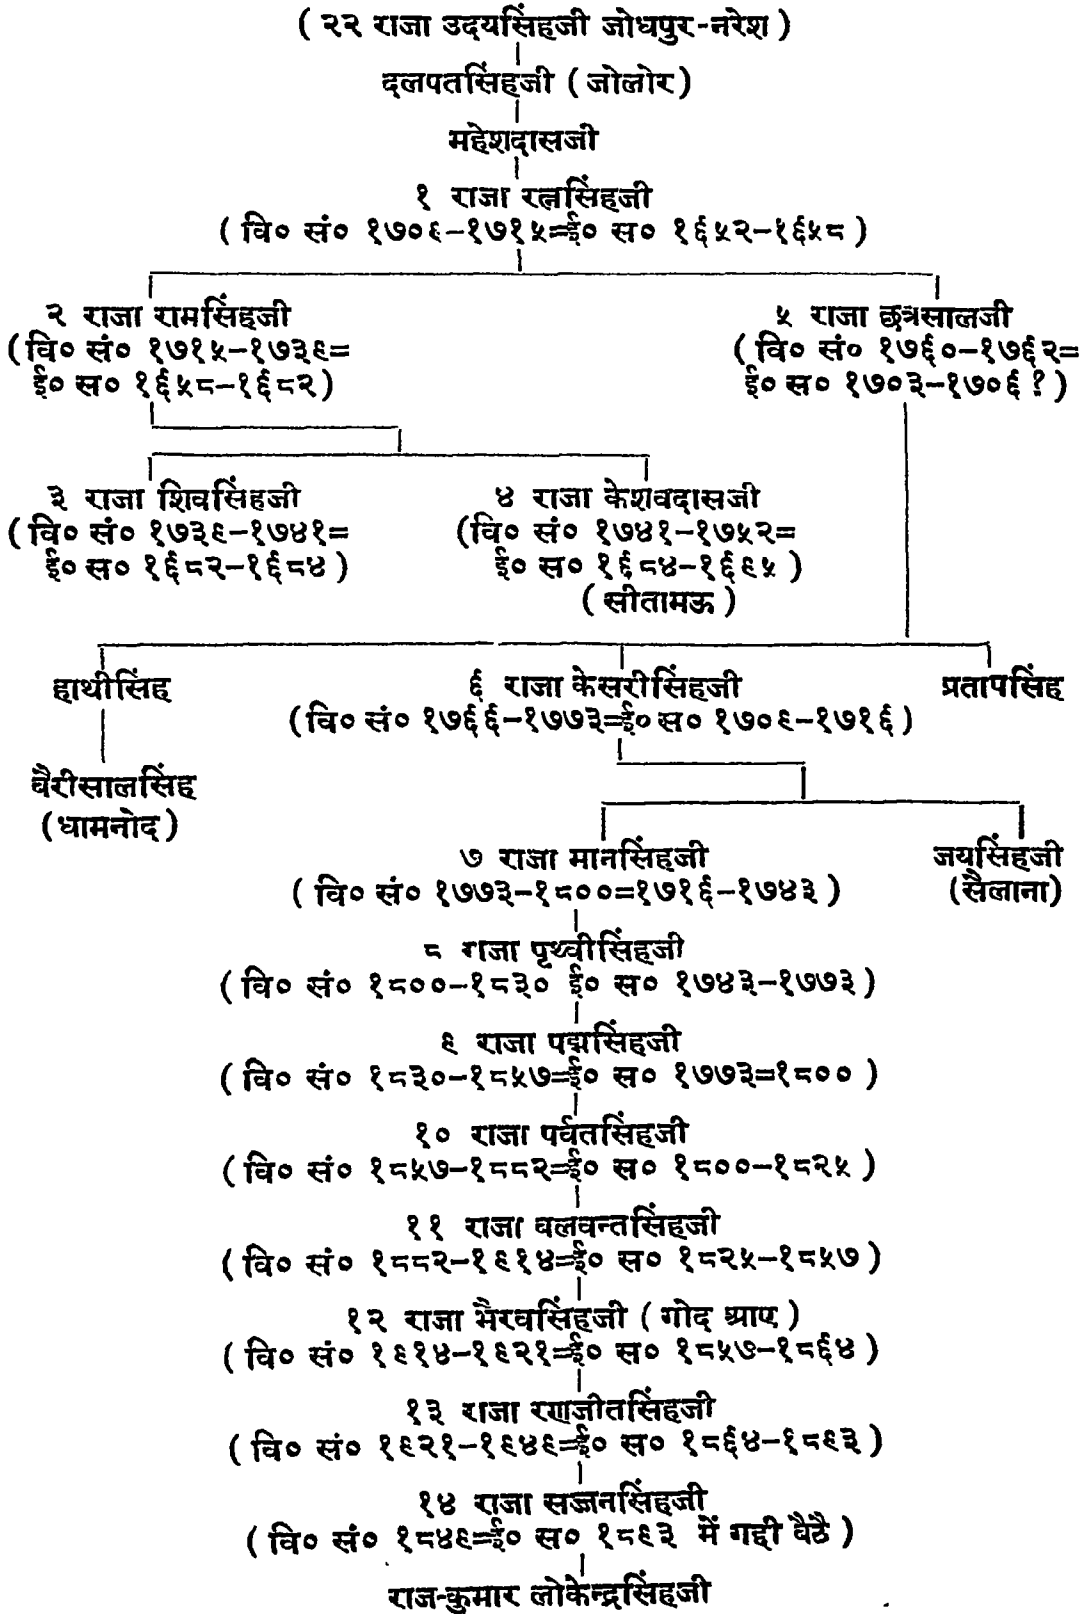 ( २२ राजा उदयसिंहजी जोधपुर-नरेश )
दलपतसिंहजी ( जोलोर )
महेशदासजी
१ राजा रत्नसिंहजी
( वि० सं० १७०९–१७१५=ई० स० १६५२–१६५८ )
२ राजा रामसिंहजी
(वि० सं० १७१५–१७३९=
ई० स० १६५८–१६८२)
५ राजा छत्रसालजी
( वि० सं० १७६०–१७६२=
ई० स० १७०३–१७०६ ? )
३ राजा शिवसिंहजी
(वि० सं० १७३९–१७४१=
ई० स० १६८२–१६८४ )
४ राजा केशवदासजी
(वि० सं० १७४१–१७५२=
ई० स० १६८४–१६९५ )
( सीतामऊ )
हाथीसिंह
६ राजा केसरीसिंहजी
(वि० सं० १७६६–१७७३=ई० स० १७०९–१७१६ )
प्रतापसिंह
वैरीसालसिंह
(धामनोद )
७ राजा मानसिंहजी
( वि० सं० १७७३–१८००=१७१६–१७४३ )
जयसिंहजी
(सैलाना)
८ राजा पृथ्वीसिंहजी
( वि० सं० १८००–१८३० ई० स० १७४३–१७७३ )
९ राजा पद्मसिंहजी
( वि० सं० १८३०–१८५७=ई० स० १७७३=१८०० )
१० राजा पर्वतसिंहजी
( वि० सं० १८५७–१८८२=ई० स० १८००–१८२५ )
११ राजा वलवन्तसिंहजी
( वि० सं० १८८२–१९१४=ई० स० १८२५–१८५७ )
१२ राजा भैरवसिंहजी ( गोद आए )
( वि० सं० १९१४–१९२१=ई० स० १८५७–१८६४ )
१३ राजा रणजीतसिंहजी
( वि० सं० १९२१–१९४९=ई० स० १८६४–१८९३ )
१४ राजा सज्जनसिंहजी
( वि० सं० १८४९=ई० स० १८९३ में गद्दी बैठै )
राज-कुमार लोकेन्द्रसिंहजी